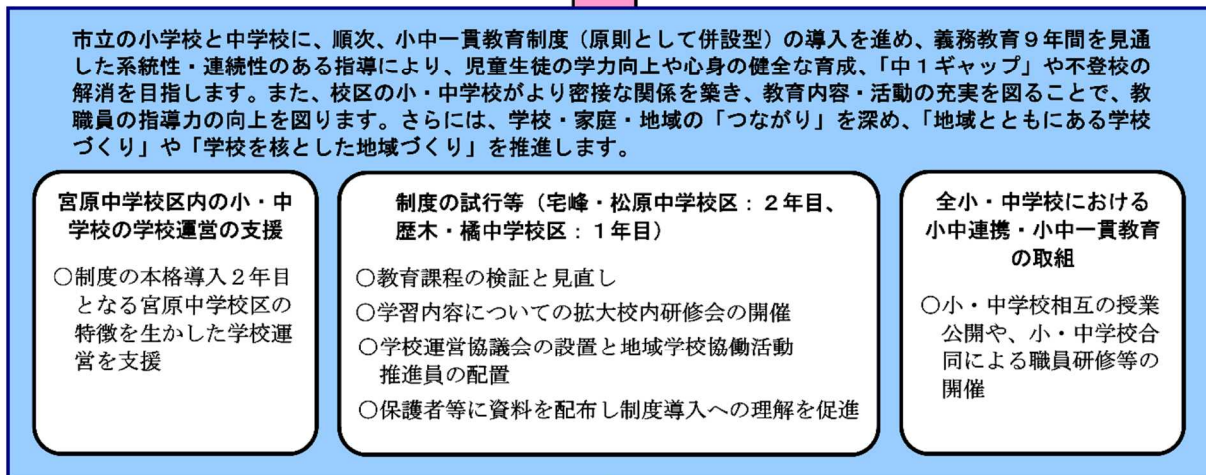 市立の小学校と中学校に、順次、小中一貫教育制度（原則として併設型）の導入を進め、義務教育９年間を見通
した系統性・連続性のある指導により、児童生徒の学力向上や心身の健全な育成、「中１ギャップ」や不登校の
解消を目指します。また、校区の小・中学校がより密接な関係を築き、教育内容・活動の充実を図ることで、教
職員の指導力の向上を図ります。さらには、学校・家庭・地域の「つながり」を深め、「地域とともにある学校
づくり」や「学校を核とした地域づくり」を推進します。
宮原中学校区内の小・中
学校の学校運営の支援
○制度の本格導入２年目
となる宮原中学校区の
特徴を生かした学校運
営を支援
制度の試行等（宅峰・松原中学校区：２年目、
歴木・橘中学校区：１年目）
○教育課程の検証と見直し
○学習内容についての拡大校内研修会の開催
○学校運営協議会の設置と地域学校協働活動
推進員の配置
○保護者等に資料を配布し制度導入への理解を促進
全小・中学校における
小中連携・小中一貫教育
の取組
○小・中学校相互の授業
公開や、小・中学校合
同による職員研修等の
開催